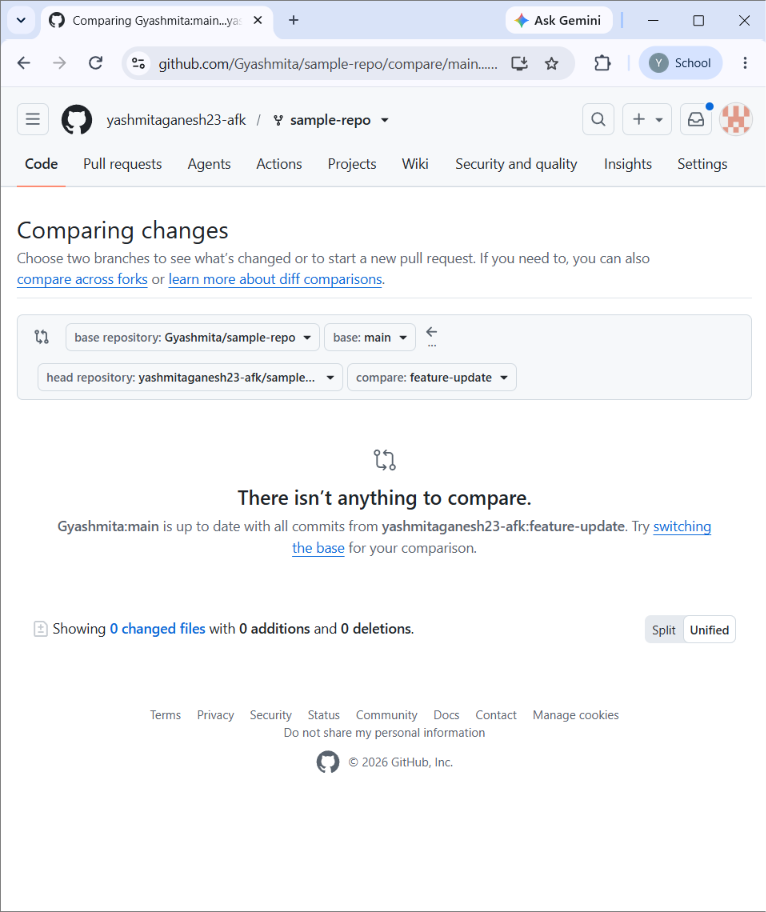 Comparing Gyashmita:main...yas
Ask Gemini
github.com/Gyashmita/sample-repo/compare/main......
Y School
yashmitaganesh23-afk / sample-repo
Code Pull requests Agents Actions Projects Wiki Security and quality Insights Settings
Comparing changes
Choose two branches to see what's changed or to start a new pull request. If you need to, you can also
compare across forks or learn more about diff comparisons.
base repository: Gyashmita/sample-repo base: main
...
head repository: yashmitaganesh23-afk/sample... compare: feature-update
There isn’t anything to compare.
Gyashmita:main is up to date with all commits from yashmitaganesh23-afk:feature-update. Try switching
the base for your comparison.
Showing 0 changed files with 0 additions and 0 deletions.
Split Unified
Terms Privacy Security Status Community Docs Contact Manage cookies
Do not share my personal information
© 2026 GitHub, Inc.